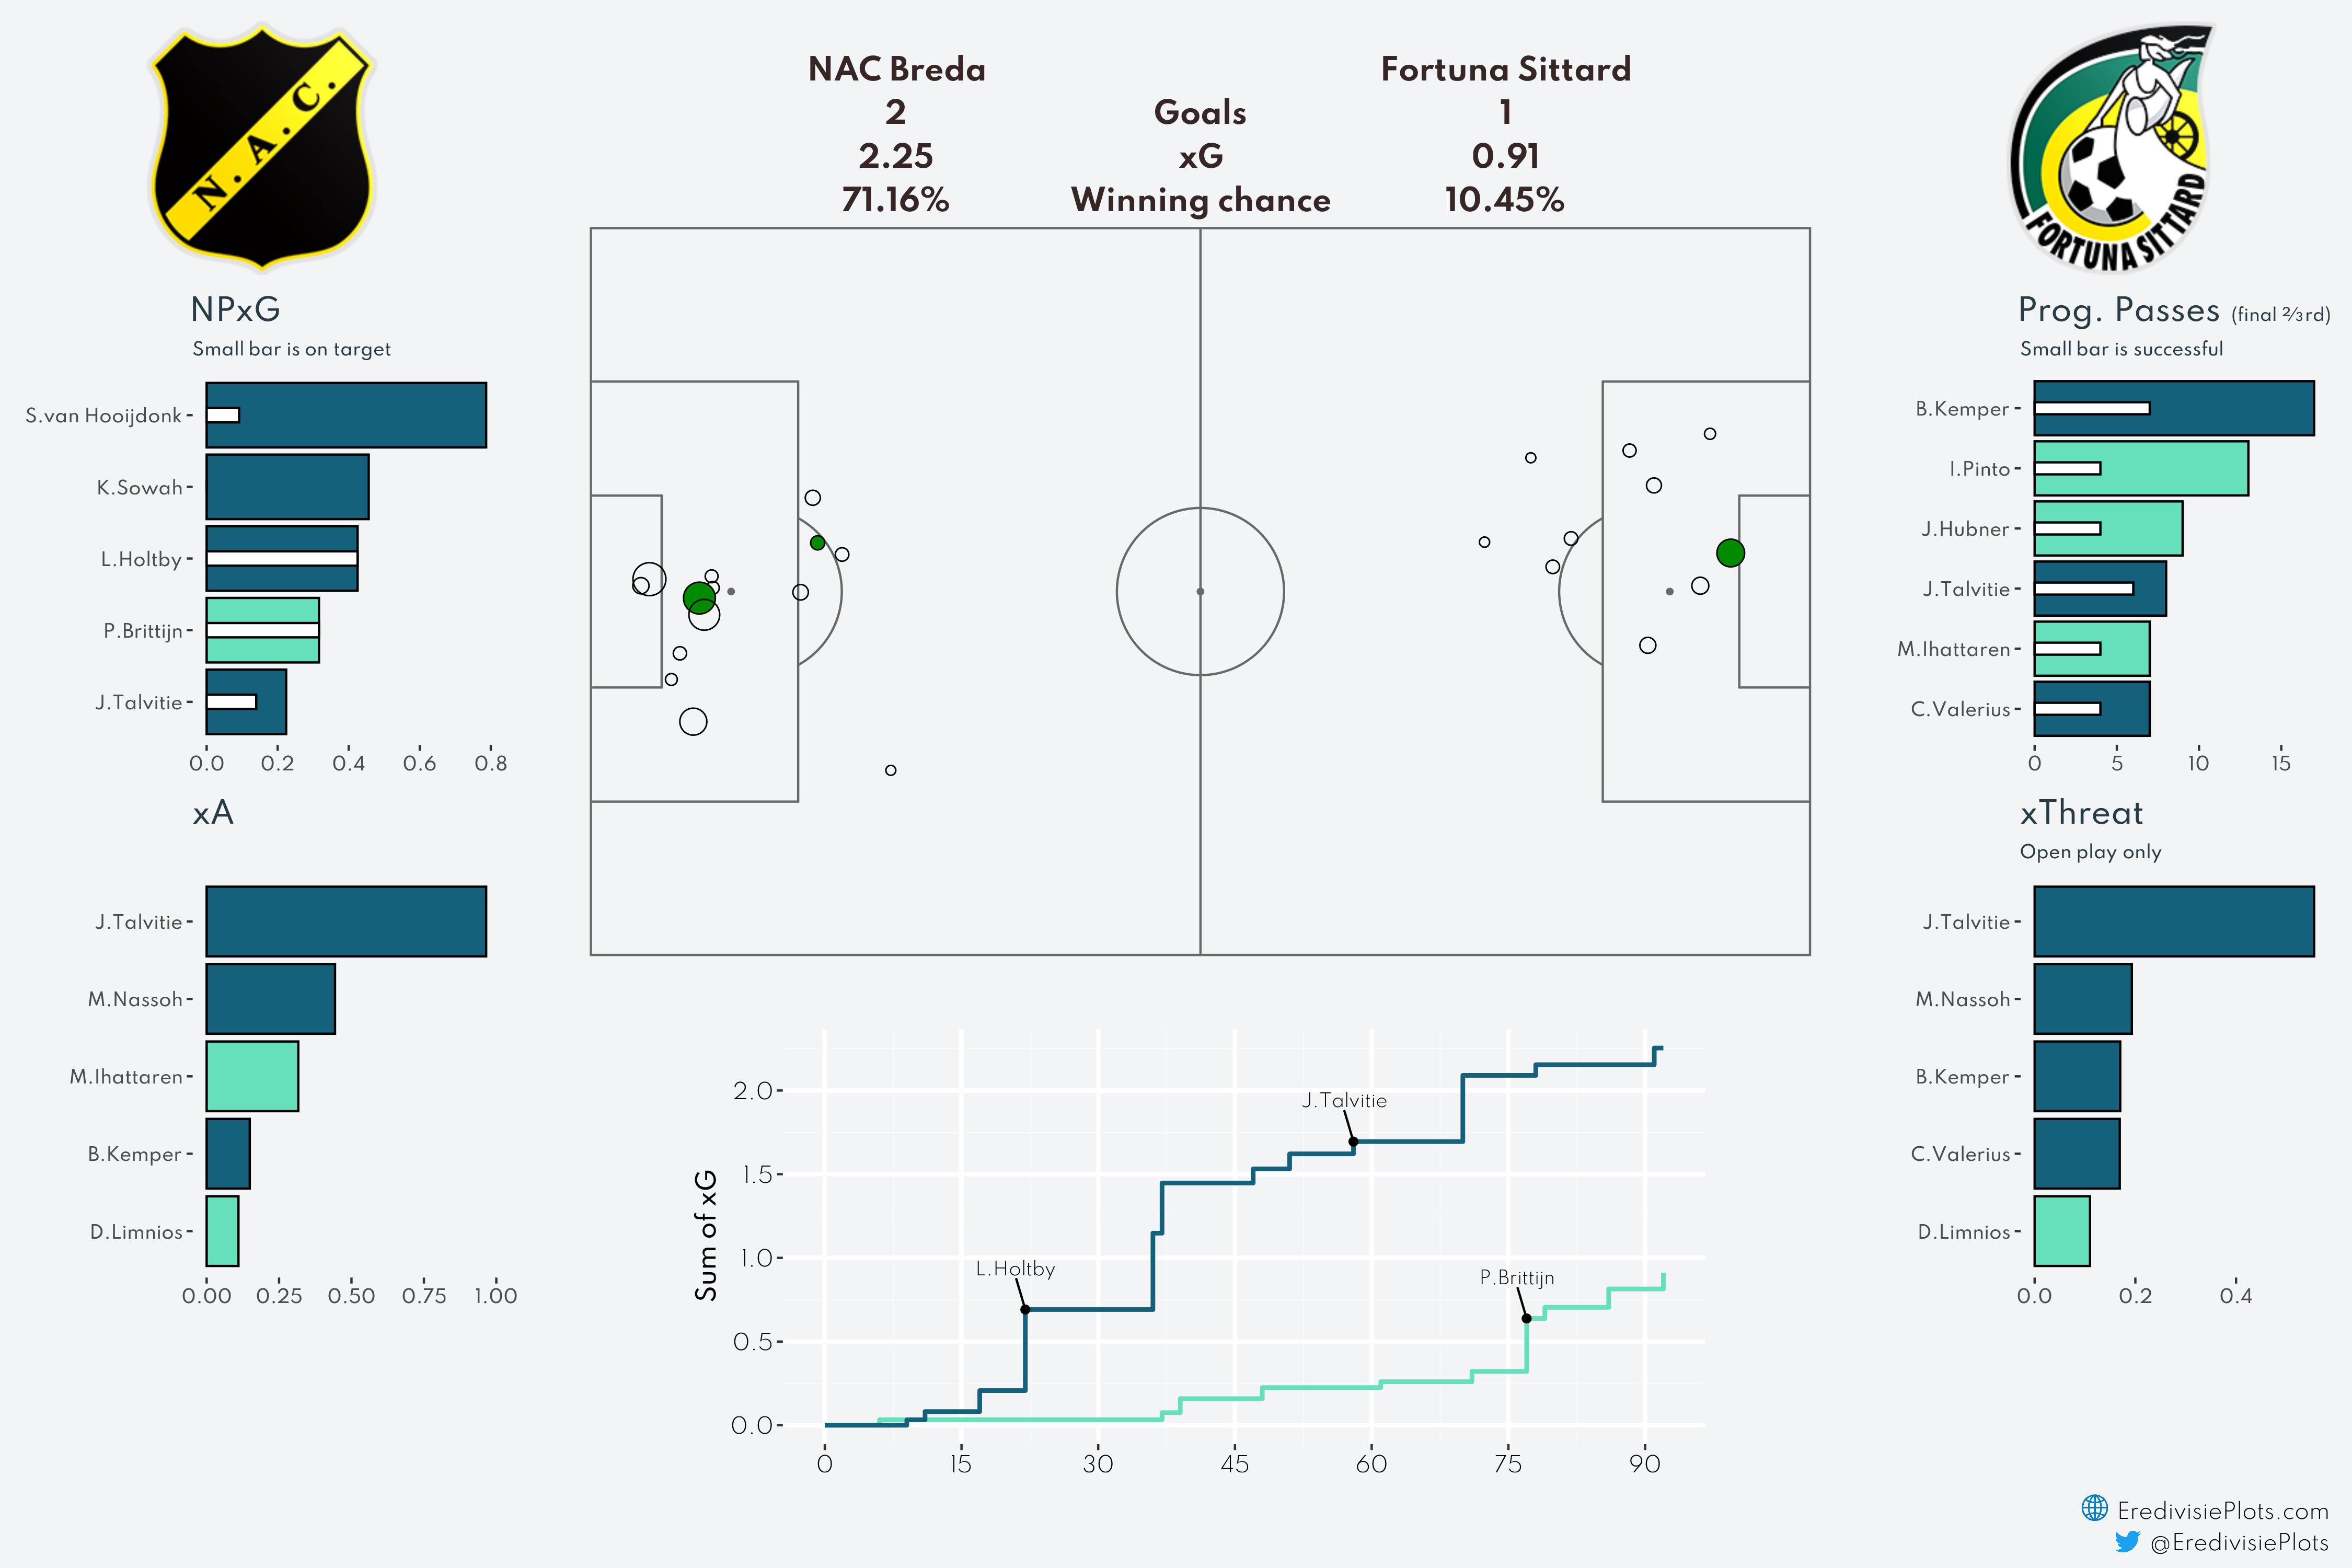 N.A.C.
FORTUNA SITTARD
NAC Breda
Fortuna Sittard
2
Goals
1
2.25
xG
0.91
71.16%
Winning chance
10.45%
NPxG
Small bar is on target
S.van Hooijdonk
K.Sowah
L.Holtby
P.Brittijn
J.Talvitie
0.0 0.2 0.4 0.6 0.8
xA
J.Talvitie
M.Nassoh
M.Ihattaren
B.Kemper
D.Limnios
0.00 0.25 0.50 0.75 1.00
Sum of xG
2.0
1.5
1.0
0.5
0.0
J.Talvitie
L.Holtby
P.Brittijn
0 15 30 45 60 75 90
Prog. Passes (final ⅔rd)
Small bar is successful
B.Kemper
I.Pinto
J.Hubner
J.Talvitie
M.Ihattaren
C.Valerius
0 5 10 15
xThreat
Open play only
J.Talvitie
M.Nassoh
B.Kemper
C.Valerius
D.Limnios
0.0 0.2 0.4
EredivisiePlots.com
@EredivisiePlots